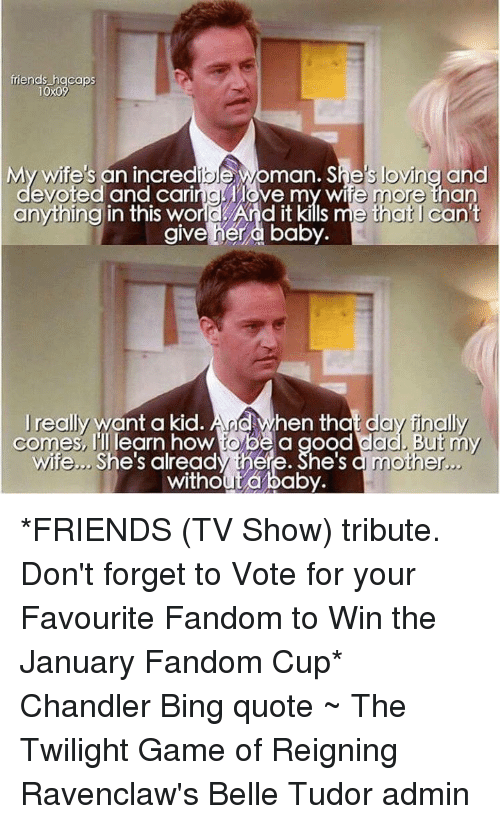 friends_hqcaps
10x09
My wife's an incredible woman. She's loving and
devoted and caring. I love my wife more than
anything in this world. And it kills me that I can't
give her a baby.
I really want a kid. And when that day finally
comes, I'll learn how to be a good dad. But my
wife... She's already there. She's a mother...
without a baby.
*FRIENDS (TV Show) tribute.
Don't forget to Vote for your
Favourite Fandom to Win the
January Fandom Cup*
Chandler Bing quote ~ The
Twilight Game of Reigning
Ravenclaw's Belle Tudor admin